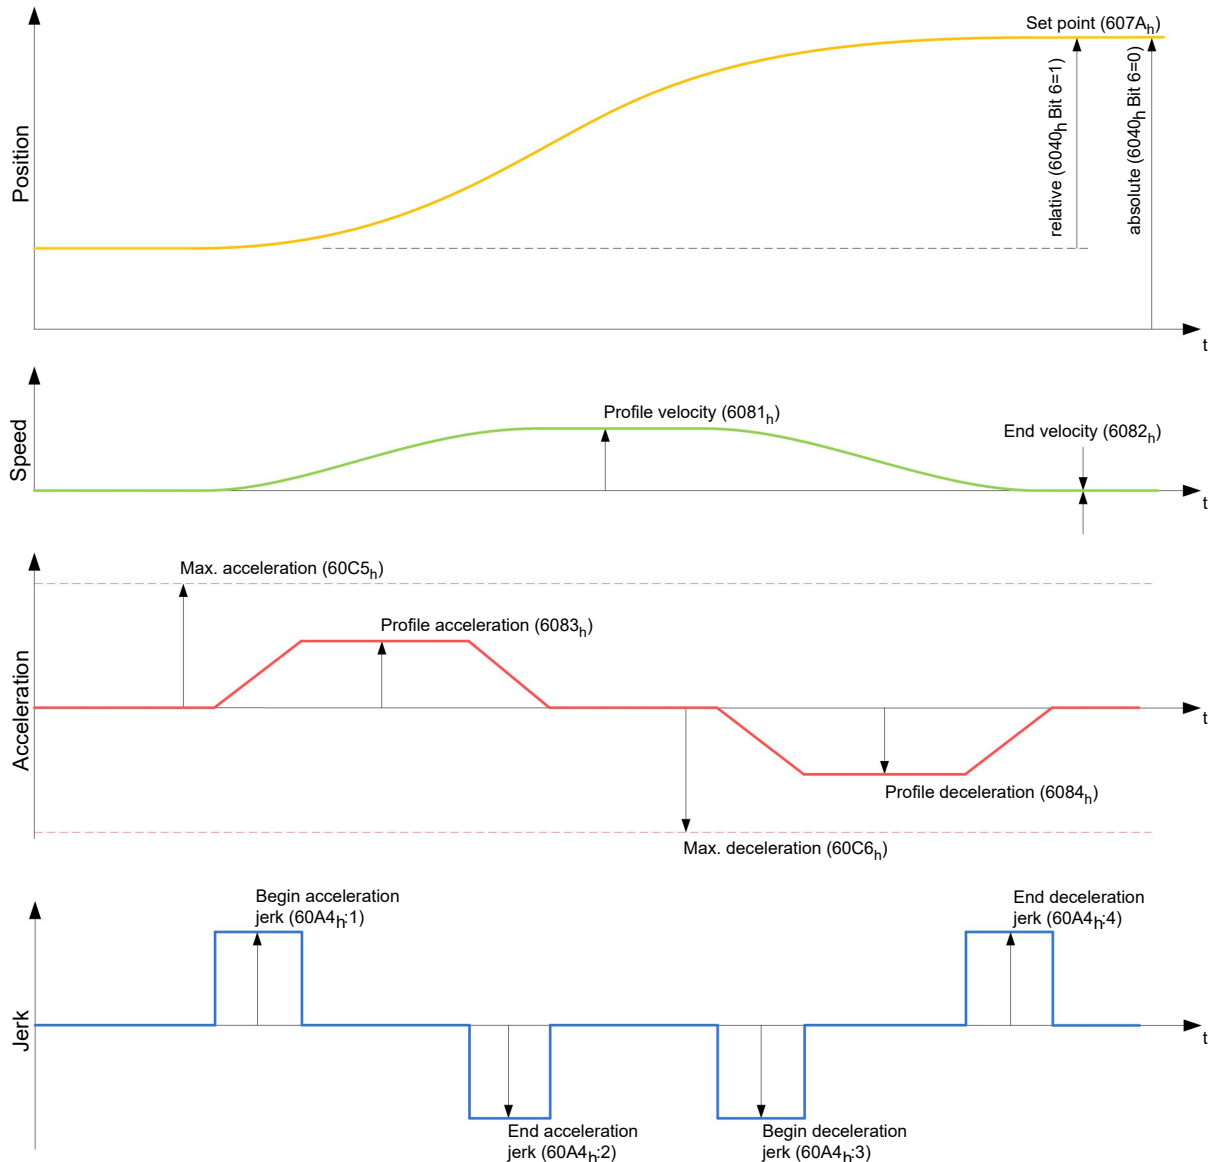 Set point (607Ah)
relative (6040h Bit 6=1)
absolute (6040h Bit 6=0)
Position
t
Profile velocity (6081h)
End velocity (6082h)
Speed
t
Max. acceleration (60C5h)
Profile acceleration (6083h)
Acceleration
t
Profile deceleration (6084h)
Max. deceleration (60C6h)
Begin acceleration
jerk (60A4h:1)
End deceleration
jerk (60A4h:4)
Jerk
t
End acceleration
jerk (60A4h:2)
Begin deceleration
jerk (60A4h:3)